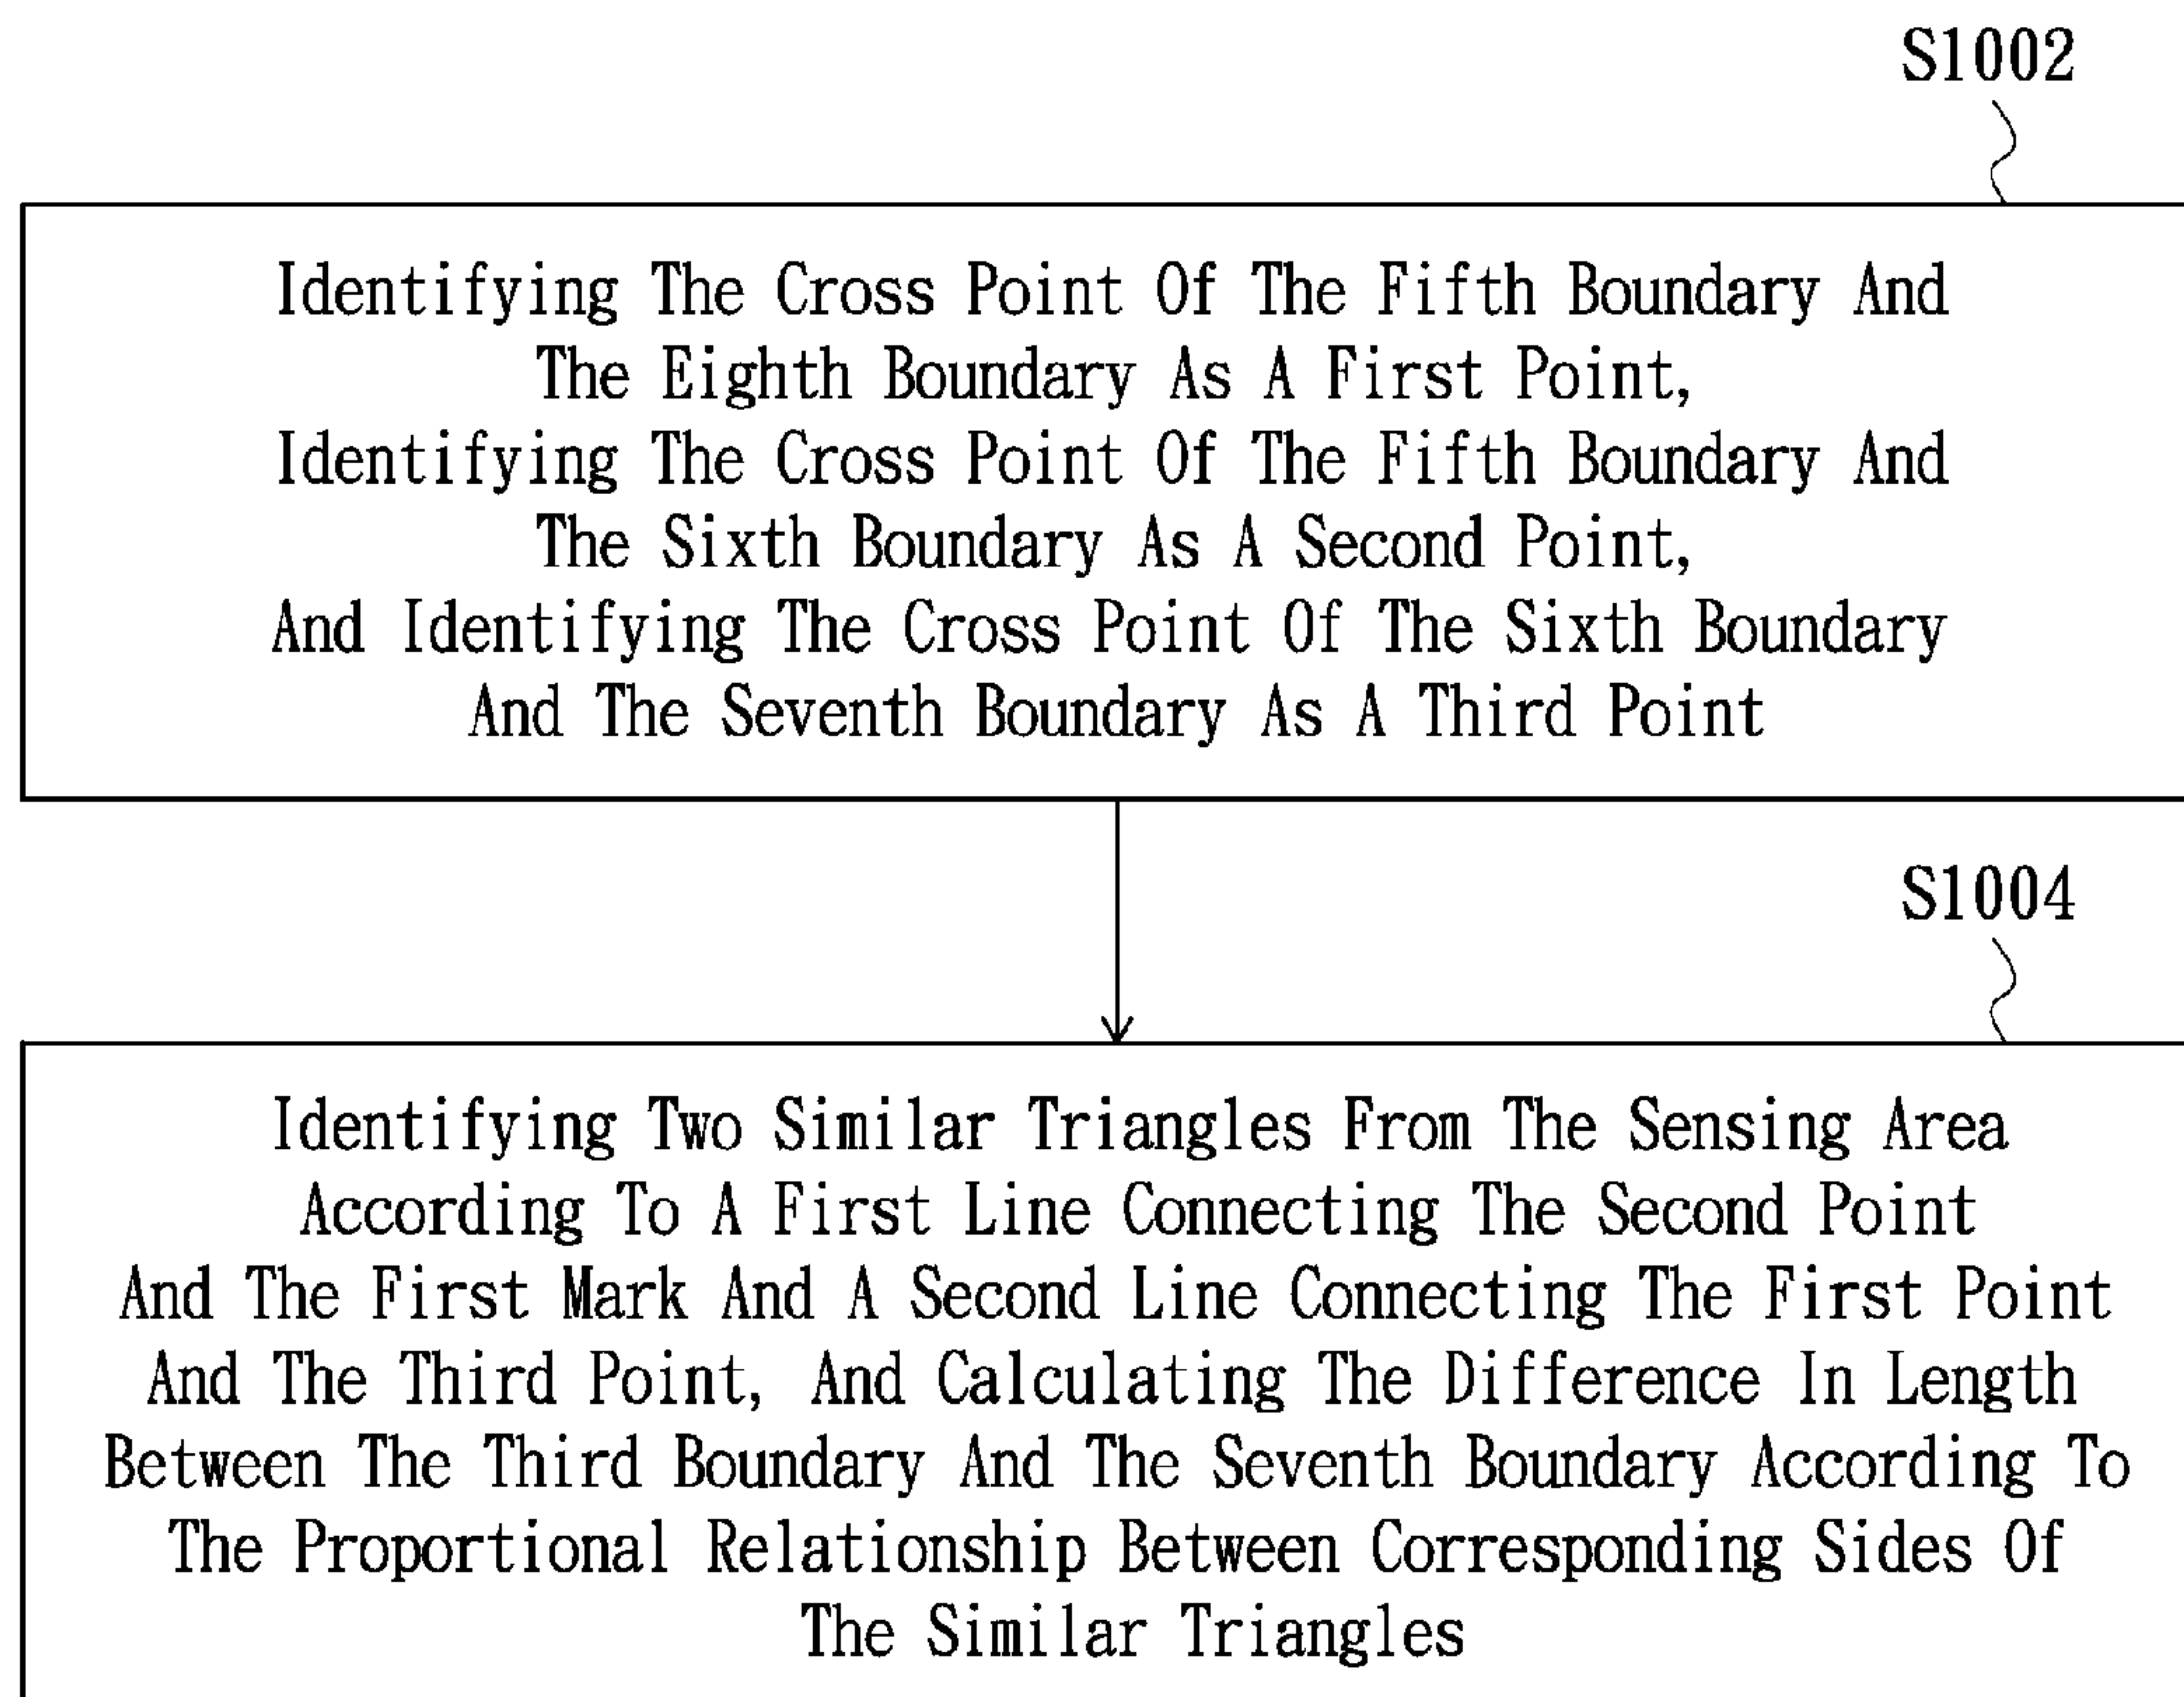 S1002
Identifying The Cross Point Of The Fifth Boundary And
The Eighth Boundary As A First Point,
Identifying The Cross Point Of The Fifth Boundary And
The Sixth Boundary As A Second Point,
And Identifying The Cross Point Of The Sixth Boundary
And The Seventh Boundary As A Third Point
S1004
Identifying Two Similar Triangles From The Sensing Area
According To A First Line Connecting The Second Point
And The First Mark And A Second Line Connecting The First Point
And The Third Point, And Calculating The Difference In Length
Between The Third Boundary And The Seventh Boundary According To
The Proportional Relationship Between Corresponding Sides Of
The Similar Triangles